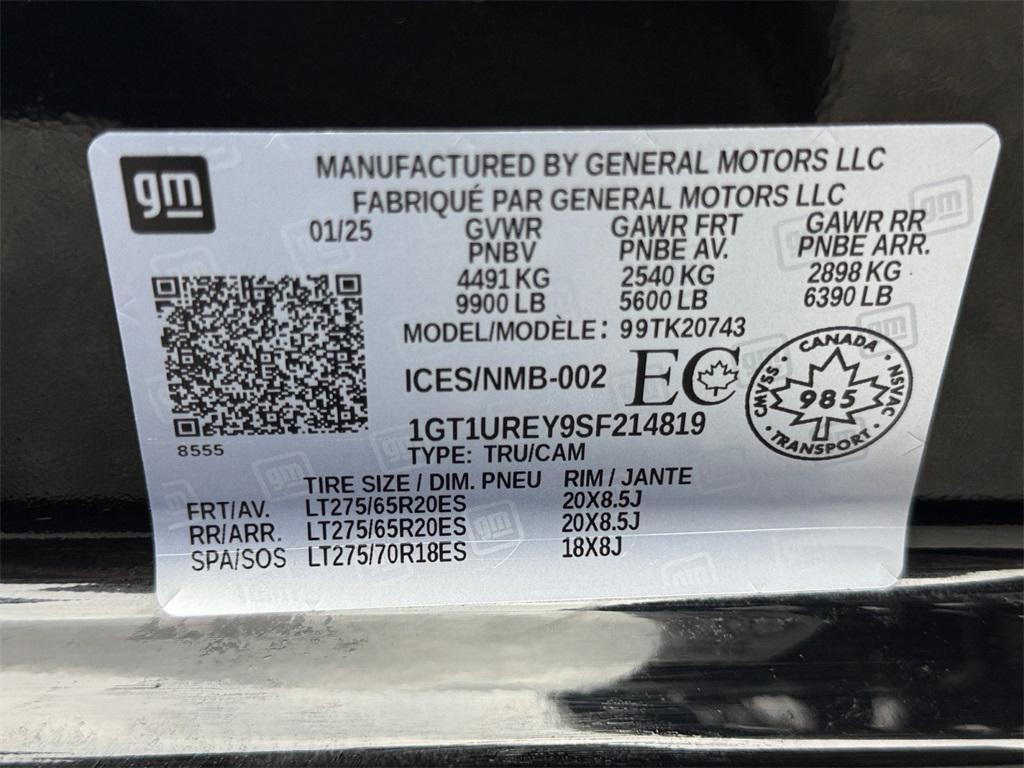 gm
MANUFACTURED BY GENERAL MOTORS LLC
FABRIQUÉ PAR GENERAL MOTORS LLC
01/25 GVWR GAWR FRT GAWR RR
PNBV PNBE AV. PNBE ARR.
4491 KG 2540 KG 2898 KG
9900 LB 5600 LB 6390 LB
MODEL/MODÈLE: 99TK20743
ICES/NMB-002 EC
CANADA
CMVSS · NSVAC
985
TRANSPORT
1GT1UREY9SF214819
8555
TYPE: TRU/CAM
TIRE SIZE / DIM. PNEU RIM / JANTE
FRT/AV. LT275/65R20ES 20X8.5J
RR/ARR. LT275/65R20ES 20X8.5J
SPA/SOS LT275/70R18ES 18X8J